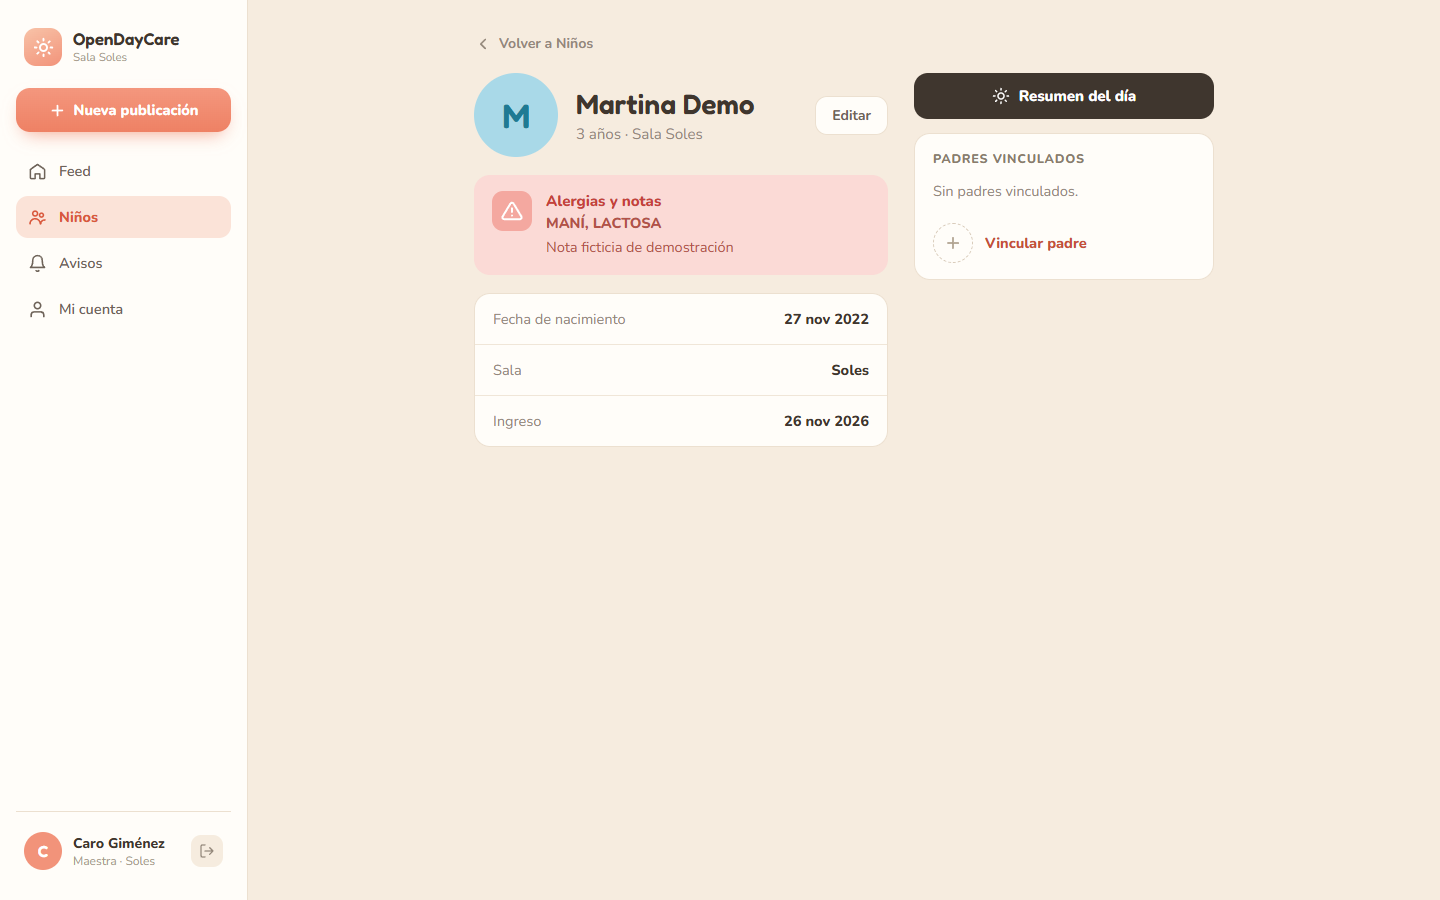 OpenDayCare
Sala Soles
Nueva publicación
Feed
Niños
Avisos
Mi cuenta
C
Caro Giménez
Maestra · Soles
Volver a Niños
M
Martina Demo
3 años · Sala Soles
Editar
Alergias y notas
MANÍ, LACTOSA
Nota ficticia de demostración
Fecha de nacimiento 27 nov 2022
Sala Soles
Ingreso 26 nov 2026
Resumen del día
PADRES VINCULADOS
Sin padres vinculados.
Vincular padre